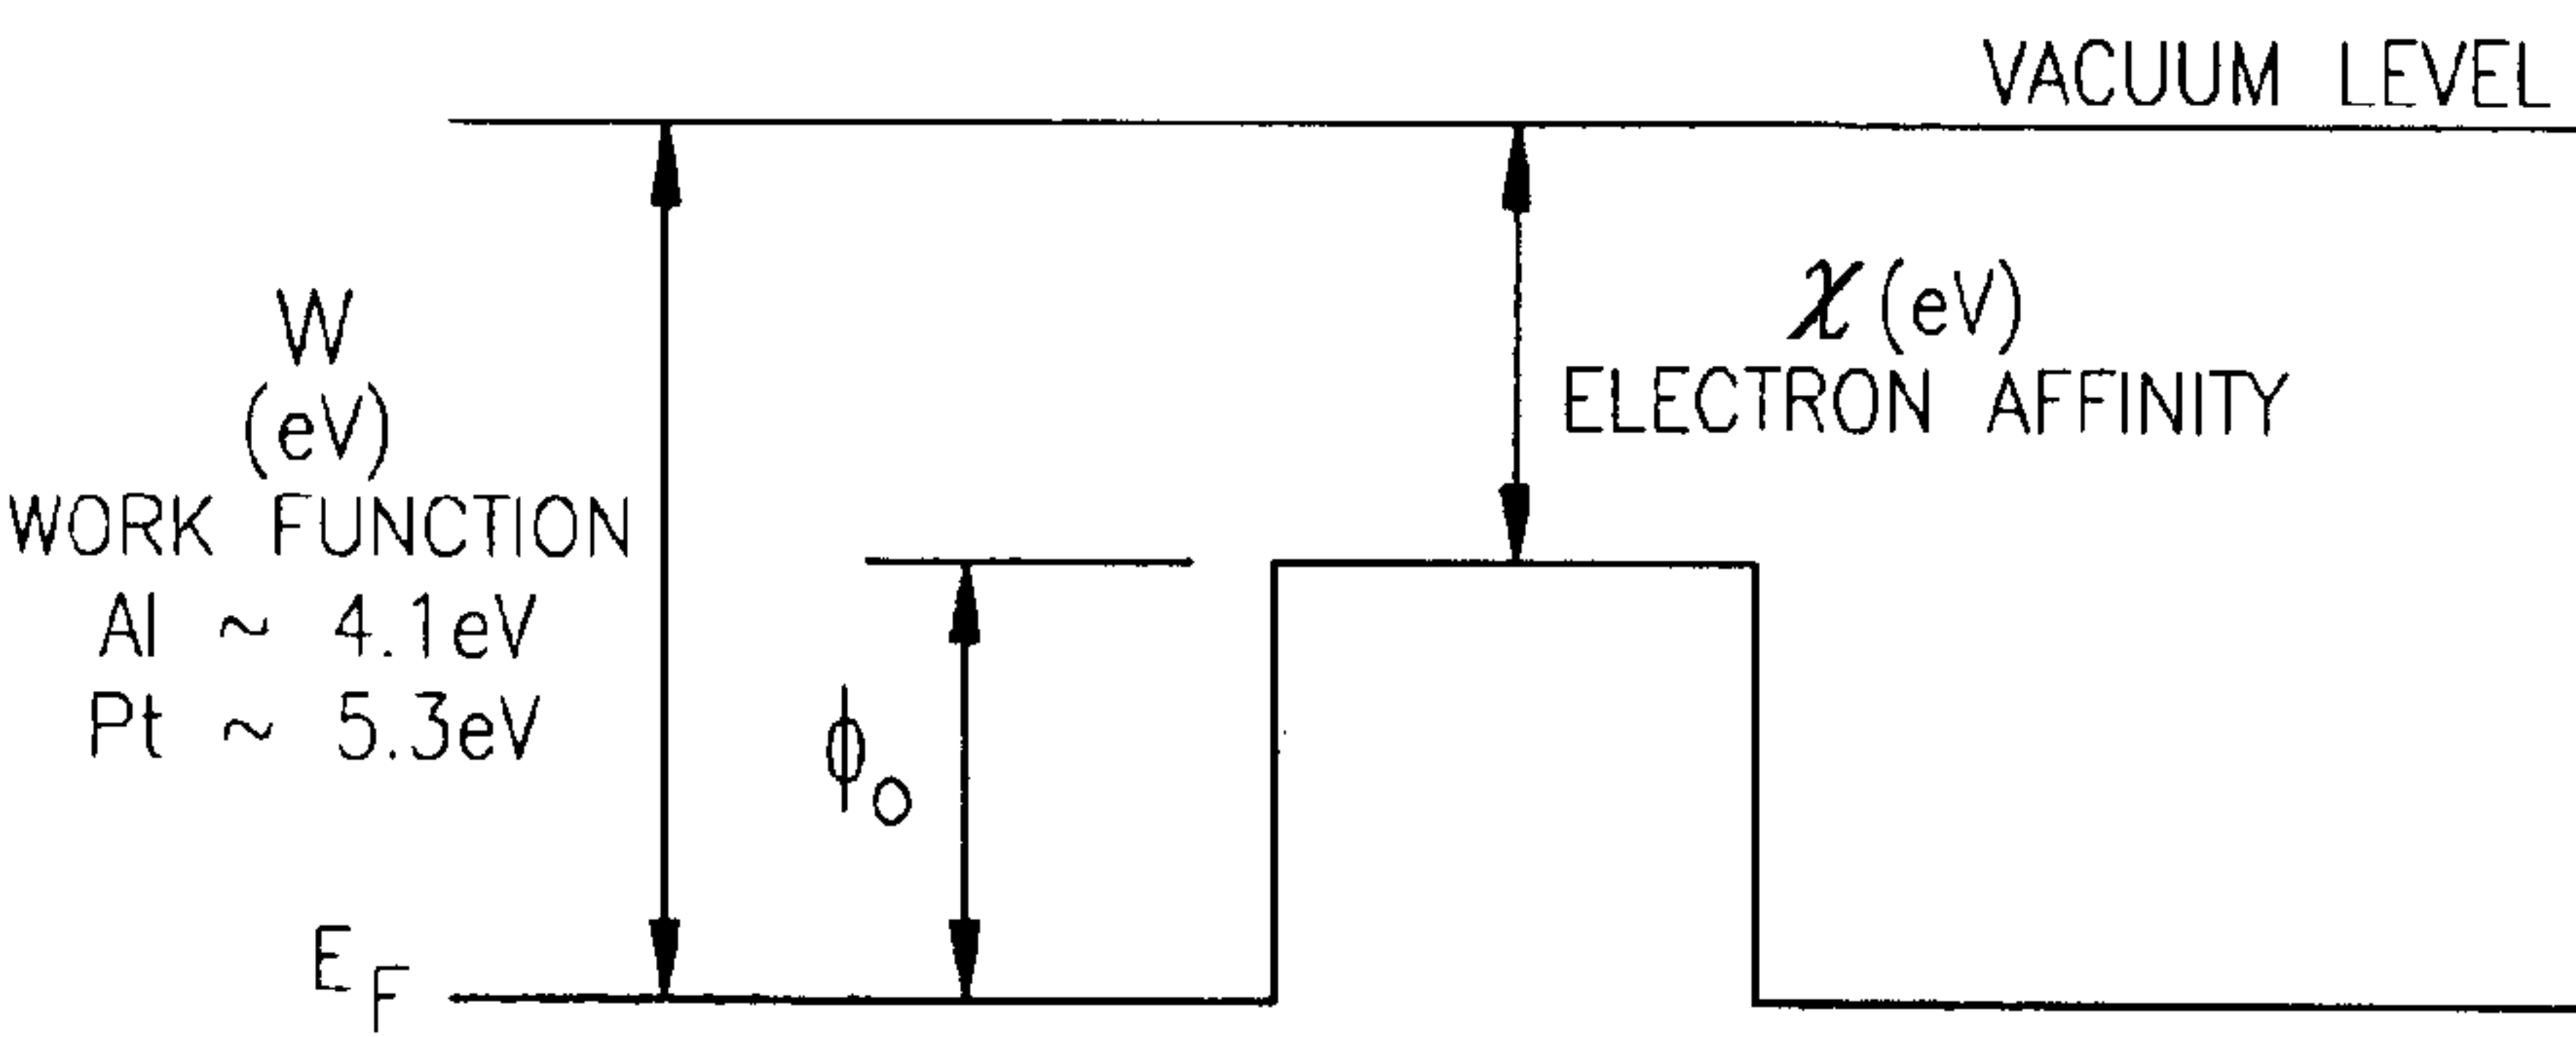 VACUUM LEVEL
W
(eV)
WORK FUNCTION
Al ~ 4.1eV
Pt ~ 5.3eV
χ(eV)
ELECTRON AFFINITY
ϕo
EF